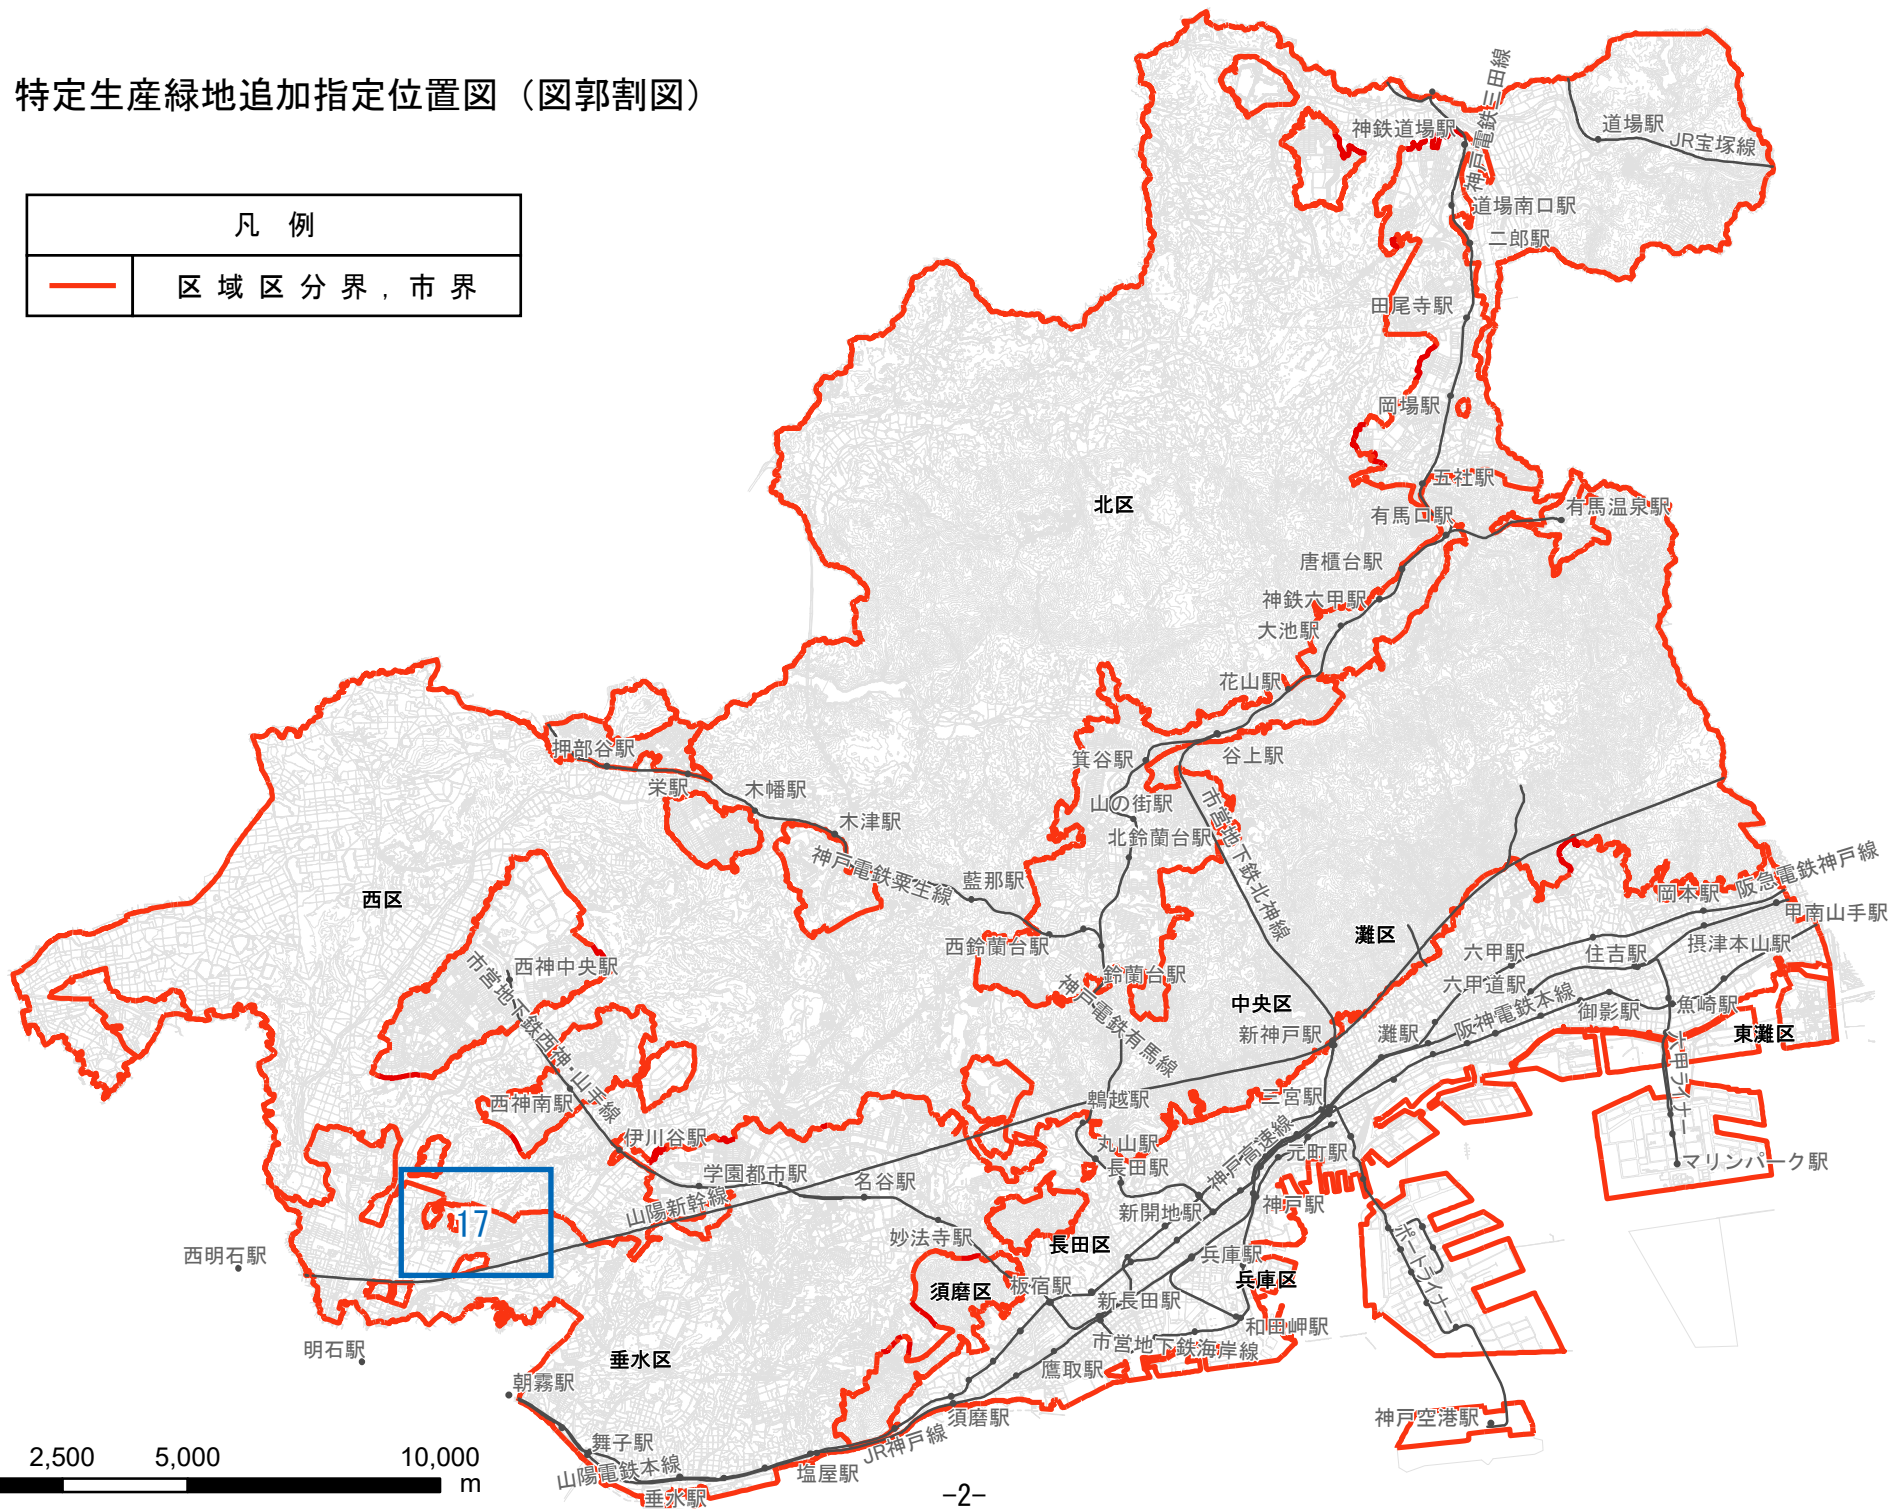 特定生産緑地追加指定位置図（図郭割図）
凡 例
区 域 区 分 界 , 市 界
神鉄道場駅
神戸電鉄三田線
道場駅
JR宝塚線
道場南口駅
二郎駅
田尾寺駅
岡場駅
五社駅
北区
有馬口駅
有馬温泉駅
唐櫃台駅
神鉄六甲駅
大池駅
花山駅
押部谷駅
箕谷駅
谷上駅
栄駅
木幡駅
山の街駅
市営地下鉄北神線
木津駅
北鈴蘭台駅
神戸電鉄粟生線
藍那駅
西区
岡本駅
阪急電鉄神戸線
甲南山手駅
灘区
西鈴蘭台駅
六甲駅
住吉駅
摂津本山駅
市営地下鉄西神・山手線
西神中央駅
鈴蘭台駅
六甲道駅
神戸電鉄有馬線
中央区
新神戸駅
灘駅
阪神電鉄本線
御影駅
魚崎駅
東灘区
六甲ライナー
西神南駅
鵯越駅
三宮駅
伊川谷駅
丸山駅
神戸高速線
元町駅
学園都市駅
名谷駅
長田駅
マリンパーク駅
17
山陽新幹線
新開地駅
神戸駅
妙法寺駅
長田区
西明石駅
兵庫駅
ポートライナー
須磨区
板宿駅
兵庫区
新長田駅
和田岬駅
明石駅
垂水区
市営地下鉄海岸線
鷹取駅
朝霧駅
須磨駅
神戸空港駅
舞子駅
JR神戸線
山陽電鉄本線
塩屋駅
垂水駅
2,500
5,000
10,000
m
-2-